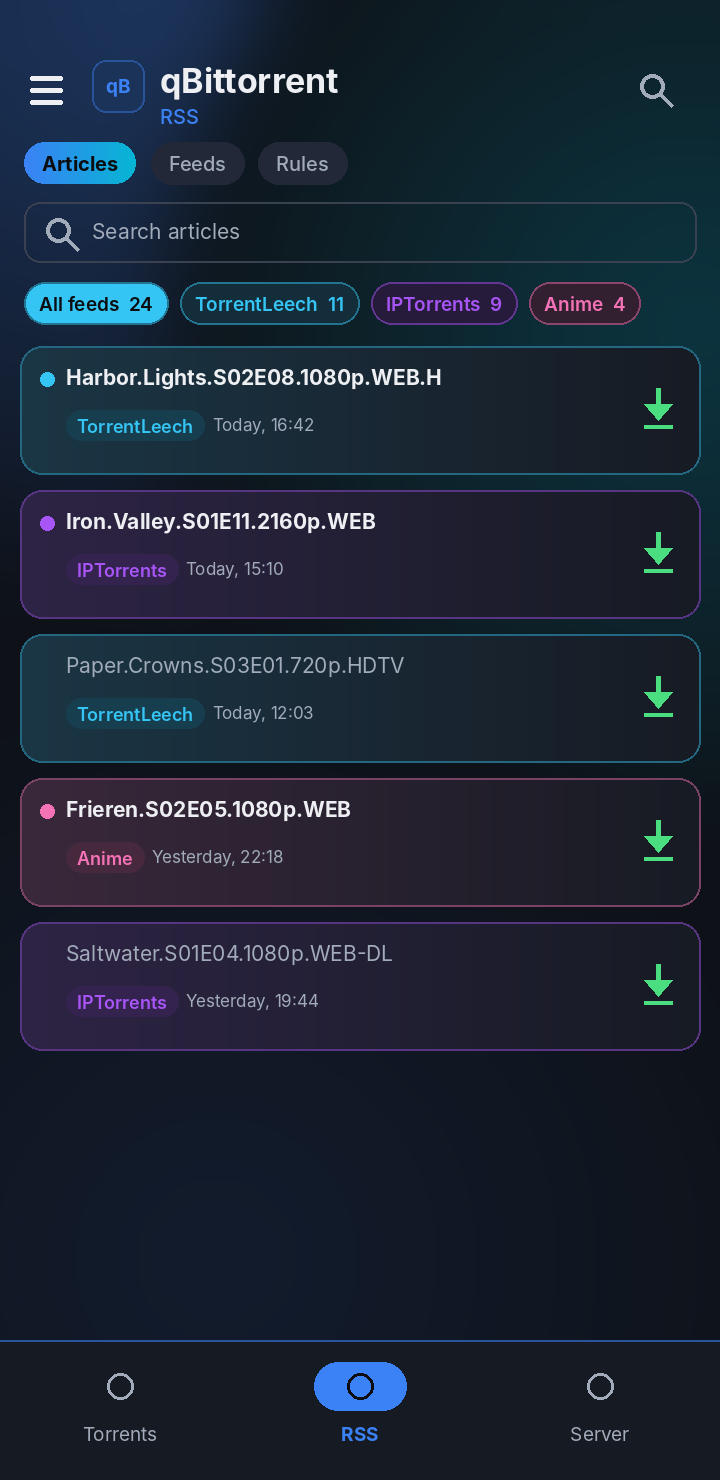 qB
qBittorrent
RSS
Articles Feeds Rules
Search articles
All feeds 24 TorrentLeech 11 IPTorrents 9 Anime 4
Harbor.Lights.S02E08.1080p.WEB.H
TorrentLeech Today, 16:42
Iron.Valley.S01E11.2160p.WEB
IPTorrents Today, 15:10
Paper.Crowns.S03E01.720p.HDTV
TorrentLeech Today, 12:03
Frieren.S02E05.1080p.WEB
Anime Yesterday, 22:18
Saltwater.S01E04.1080p.WEB-DL
IPTorrents Yesterday, 19:44
Torrents RSS Server